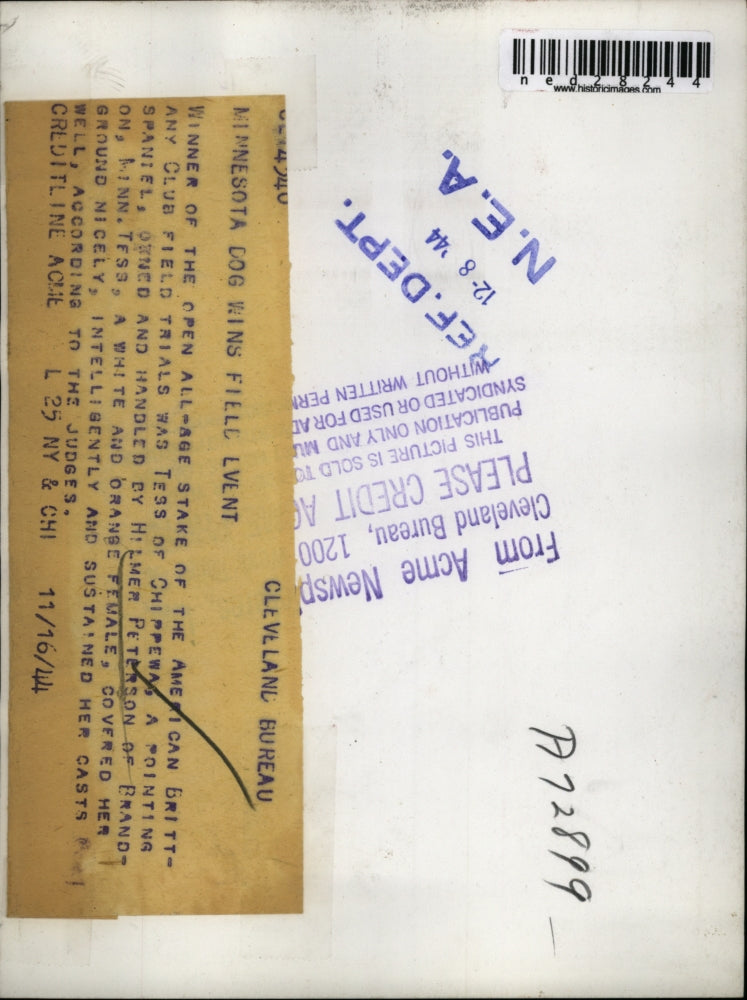 ned28244
www.historicimages.com
N.E.A.
12-8 '44
REF. DEPT.
CLEVELAND BUREAU
MINNESOTA DOG WINS FIELD EVENT
WINNER OF THE OPEN ALL-AGE STAKE OF THE AMERICAN BRITT-
ANY CLUB FIELD TRIALS WAS TESS OF CHIPPEWA, A POINTING
SPANIEL, OWNED AND HANDLED BY HILMER PETERSON OF BRAND-
ON, MINN. TESS, A WHITE AND ORANGE FEMALE, COVERED HER
GROUND NICELY, INTELLIGENTLY AND SUSTAINED HER CASTS
WELL, ACCORDING TO THE JUDGES.
CREDITLINE ACME L 25 NY & CHI 11/16/44
From Acme Newsp
Cleveland Bureau, 1200
PLEASE CREDIT AC
THIS PICTURE IS SOLD TO
PUBLICATION ONLY AND MU
SYNDICATED OR USED FOR AD
WITHOUT WRITTEN PERM
A72899